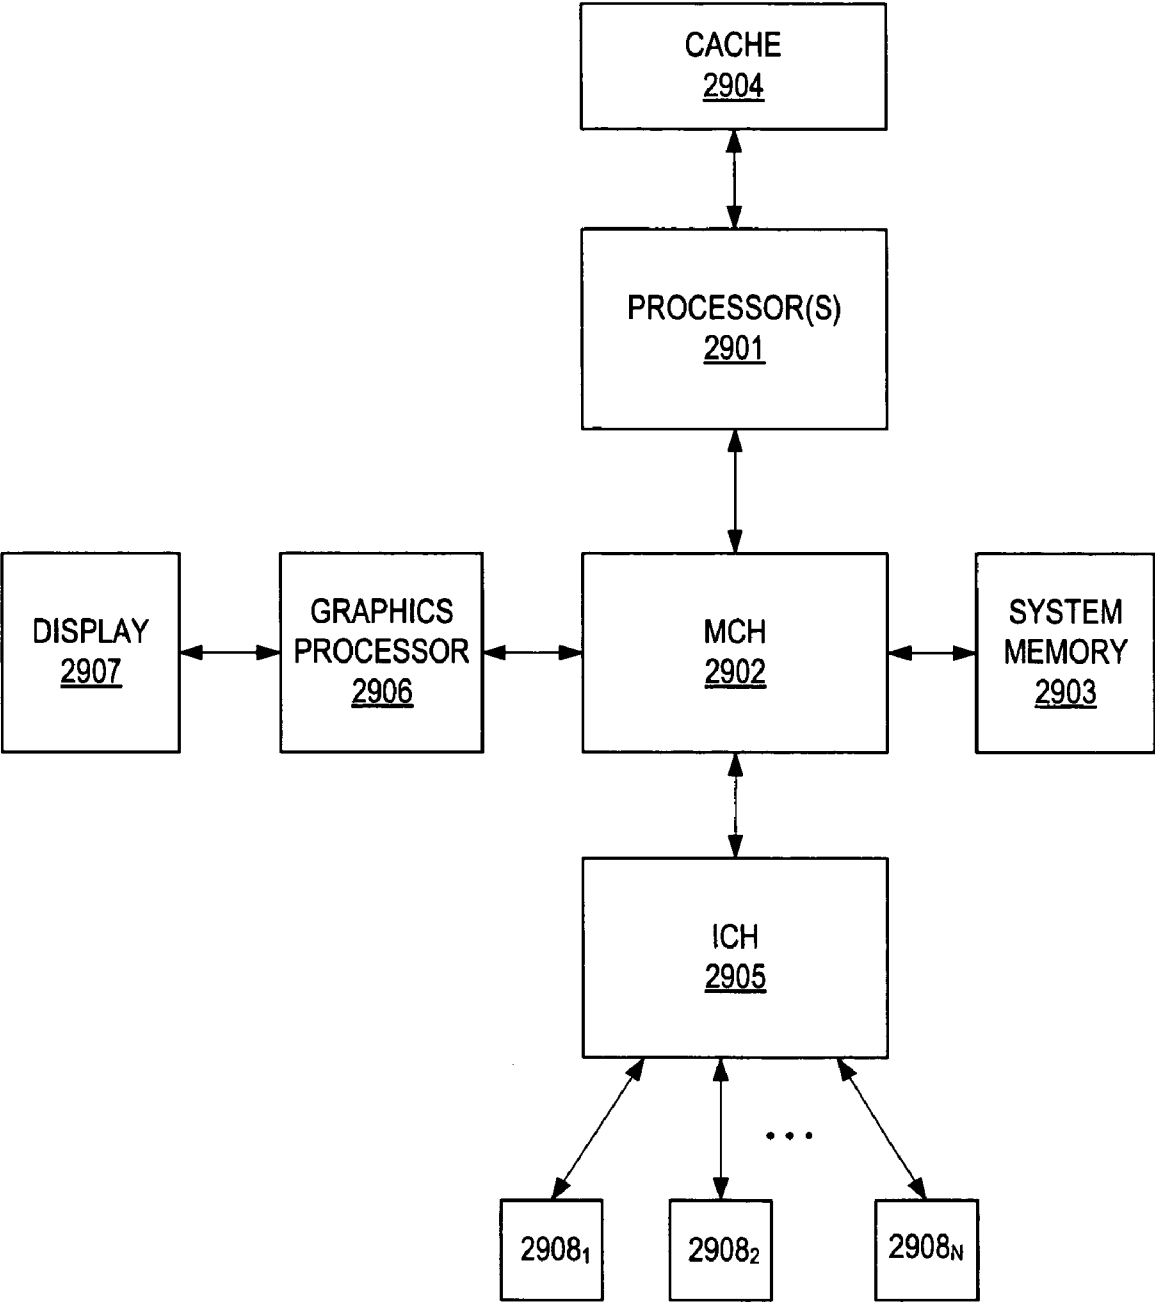 CACHE
2904
PROCESSOR(S)
2901
DISPLAY
2907
GRAPHICS
PROCESSOR
2906
MCH
2902
SYSTEM
MEMORY
2903
ICH
2905
...
2908₁
2908₂
2908N